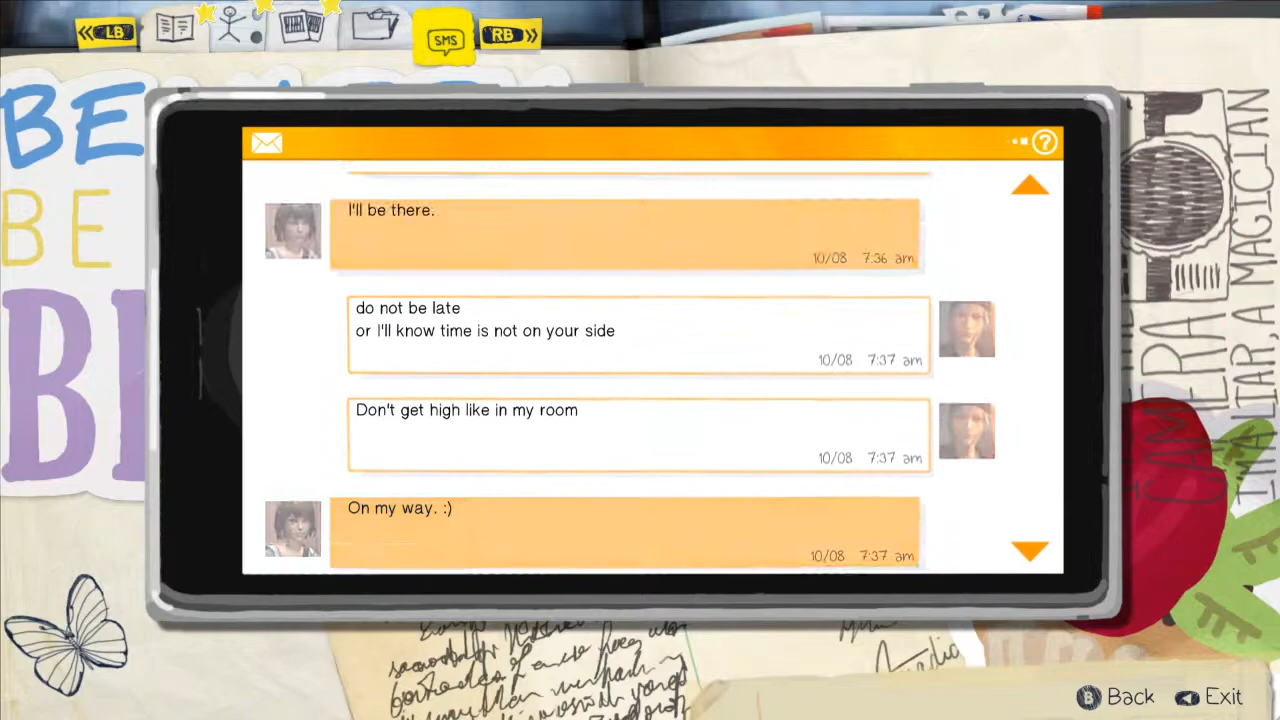 LB
SMS
RB
BE
BE
I'll be there.
10/08 7:36 am
do not be late
or I'll know time is not on your side
10/08 7:37 am
Don't get high like in my room
10/08 7:37 am
On my way. :)
10/08 7:37 am
CAMERA
I'M A LIAR, A MAGICIAN
B Back
Exit